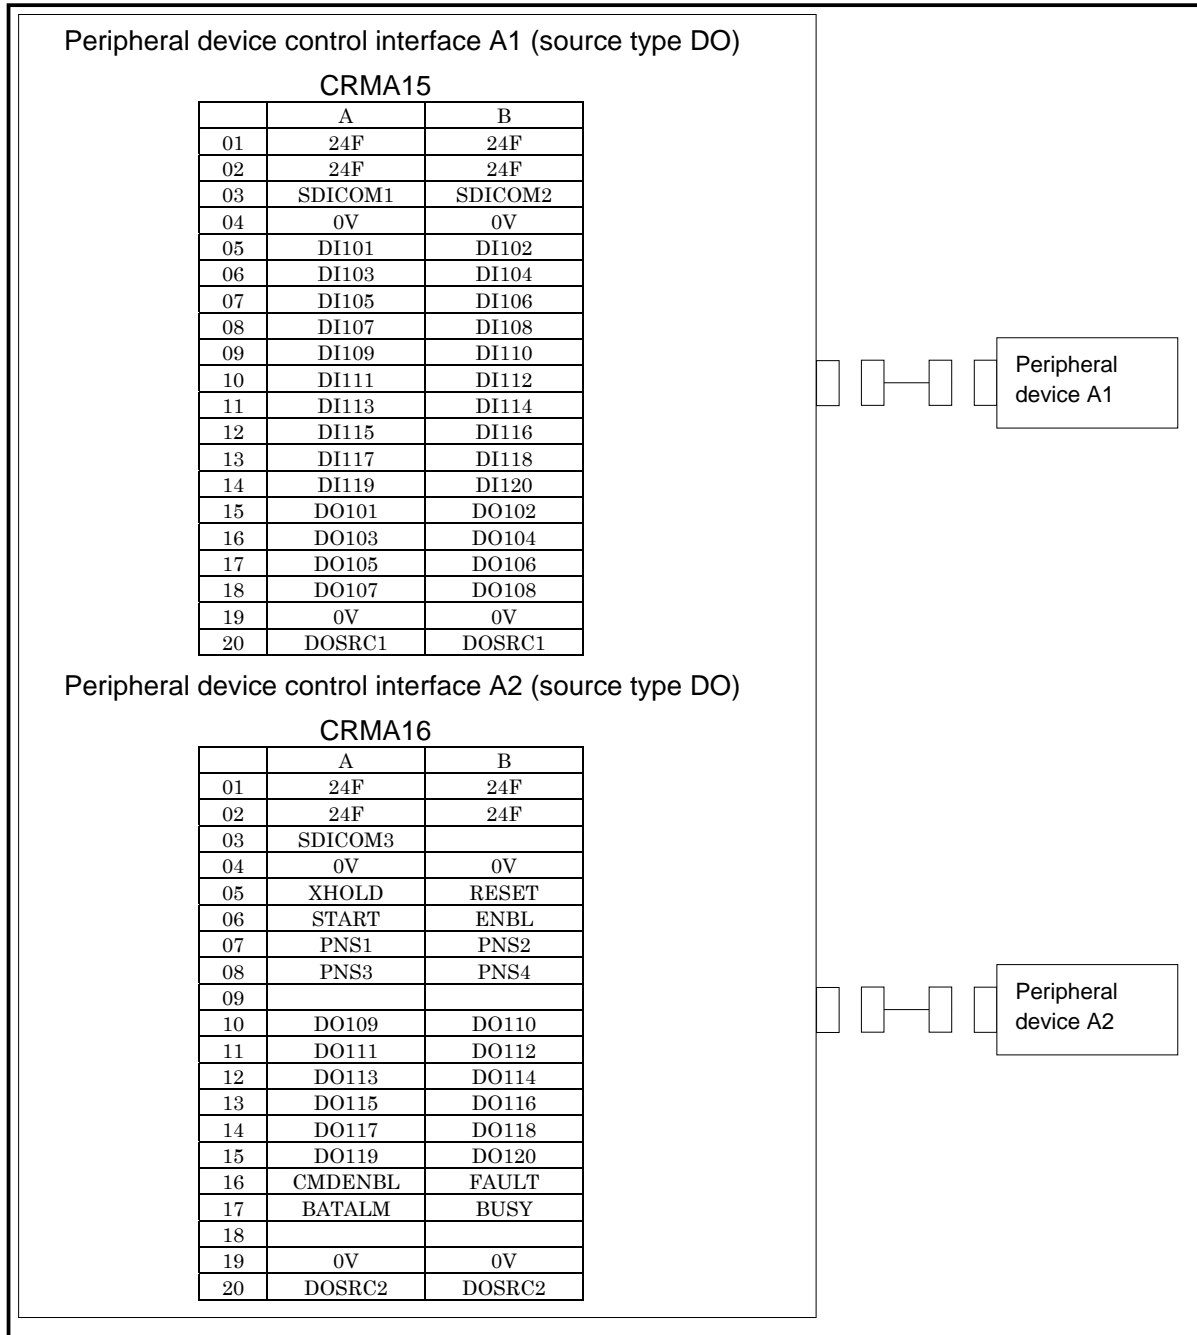 Peripheral device control interface A1 (source type DO)
CRMA15
A B
01 24F 24F
02 24F 24F
03 SDICOM1 SDICOM2
04 0V 0V
05 DI101 DI102
06 DI103 DI104
07 DI105 DI106
08 DI107 DI108
09 DI109 DI110
10 DI111 DI112
11 DI113 DI114
12 DI115 DI116
13 DI117 DI118
14 DI119 DI120
15 DO101 DO102
16 DO103 DO104
17 DO105 DO106
18 DO107 DO108
19 0V 0V
20 DOSRC1 DOSRC1
Peripheral
device A1
Peripheral device control interface A2 (source type DO)
CRMA16
A B
01 24F 24F
02 24F 24F
03 SDICOM3
04 0V 0V
05 XHOLD RESET
06 START ENBL
07 PNS1 PNS2
08 PNS3 PNS4
09
10 DO109 DO110
11 DO111 DO112
12 DO113 DO114
13 DO115 DO116
14 DO117 DO118
15 DO119 DO120
16 CMDENBL FAULT
17 BATALM BUSY
18
19 0V 0V
20 DOSRC2 DOSRC2
Peripheral
device A2